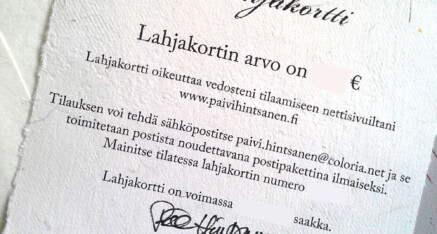 Lahjakortin arvo on €
Lahjakortti oikeuttaa vedosteni tilaamiseen nettisivuiltani
www.paivihintsanen.fi
Tilauksen voi tehdä sähköpostitse paivi.hintsanen@coloria.net ja se
toimitetaan postista noudettavana postipakettina ilmaiseksi.
Mainitse tilatessa lahjakortin numero
Lahjakortti on voimassa saakka.